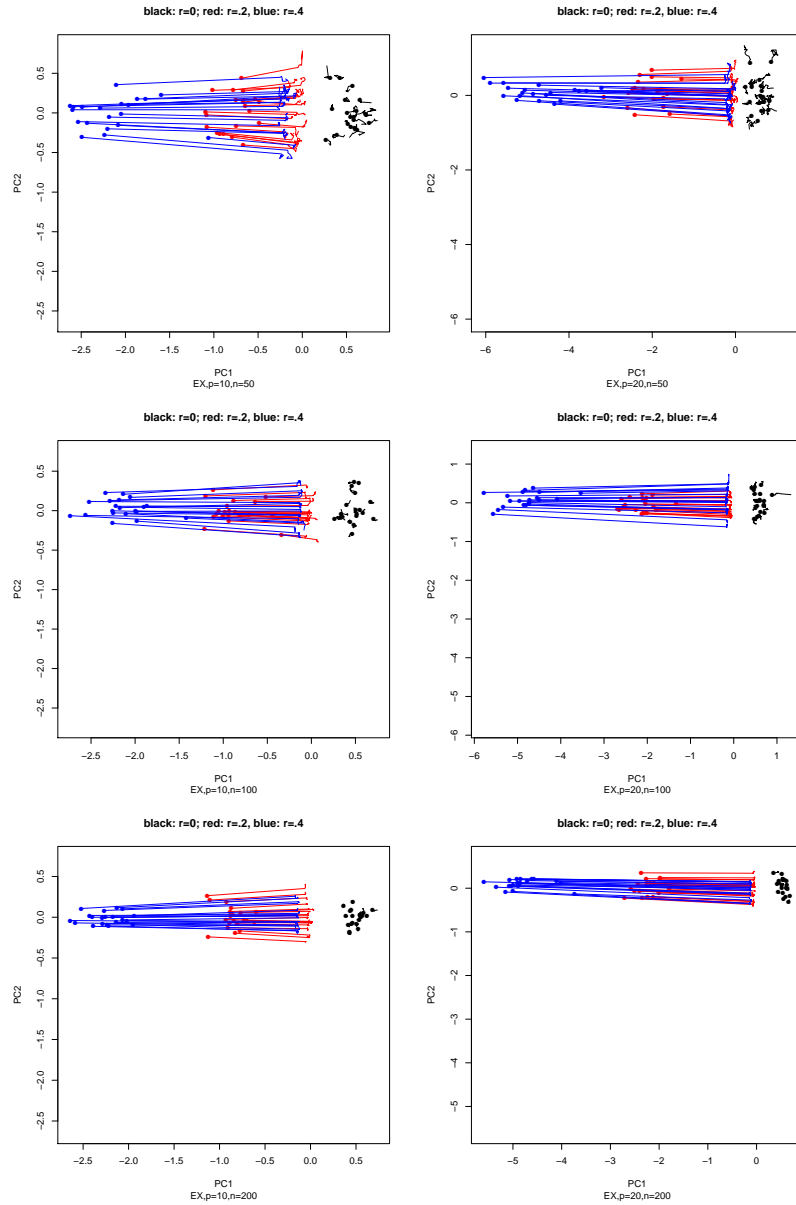 black: r=0; red: r=.2, blue: r=.4
0.5
0.0
−0.5
−1.0
−1.5
−2.0
−2.5
PC2
−2.5 −2.0 −1.5 −1.0 −0.5 0.0 0.5
PC1
EX,p=10,n=50
black: r=0; red: r=.2, blue: r=.4
0
−2
−4
−6
PC2
−6 −4 −2 0
PC1
EX,p=20,n=50
black: r=0; red: r=.2, blue: r=.4
0.5
0.0
−0.5
−1.0
−1.5
−2.0
−2.5
PC2
−2.5 −2.0 −1.5 −1.0 −0.5 0.0 0.5
PC1
EX,p=10,n=100
black: r=0; red: r=.2, blue: r=.4
1
0
−1
−2
−3
−4
−5
−6
PC2
−6 −5 −4 −3 −2 −1 0 1
PC1
EX,p=20,n=100
black: r=0; red: r=.2, blue: r=.4
0.5
0.0
−0.5
−1.0
−1.5
−2.0
−2.5
PC2
−2.5 −2.0 −1.5 −1.0 −0.5 0.0 0.5
PC1
EX,p=10,n=200
black: r=0; red: r=.2, blue: r=.4
0
−1
−2
−3
−4
−5
PC2
−5 −4 −3 −2 −1 0
PC1
EX,p=20,n=200